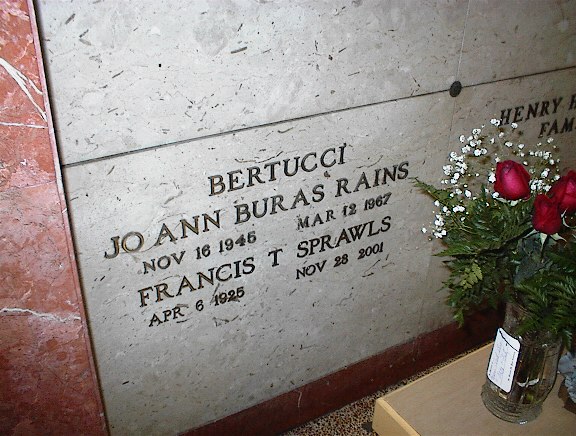 BERTUCCI
JO ANN BURAS RAINS
NOV 16 1945 MAR 12 1967
FRANCIS T SPRAWLS
APR 6 1925 NOV 28 2001
HENRY
FAM